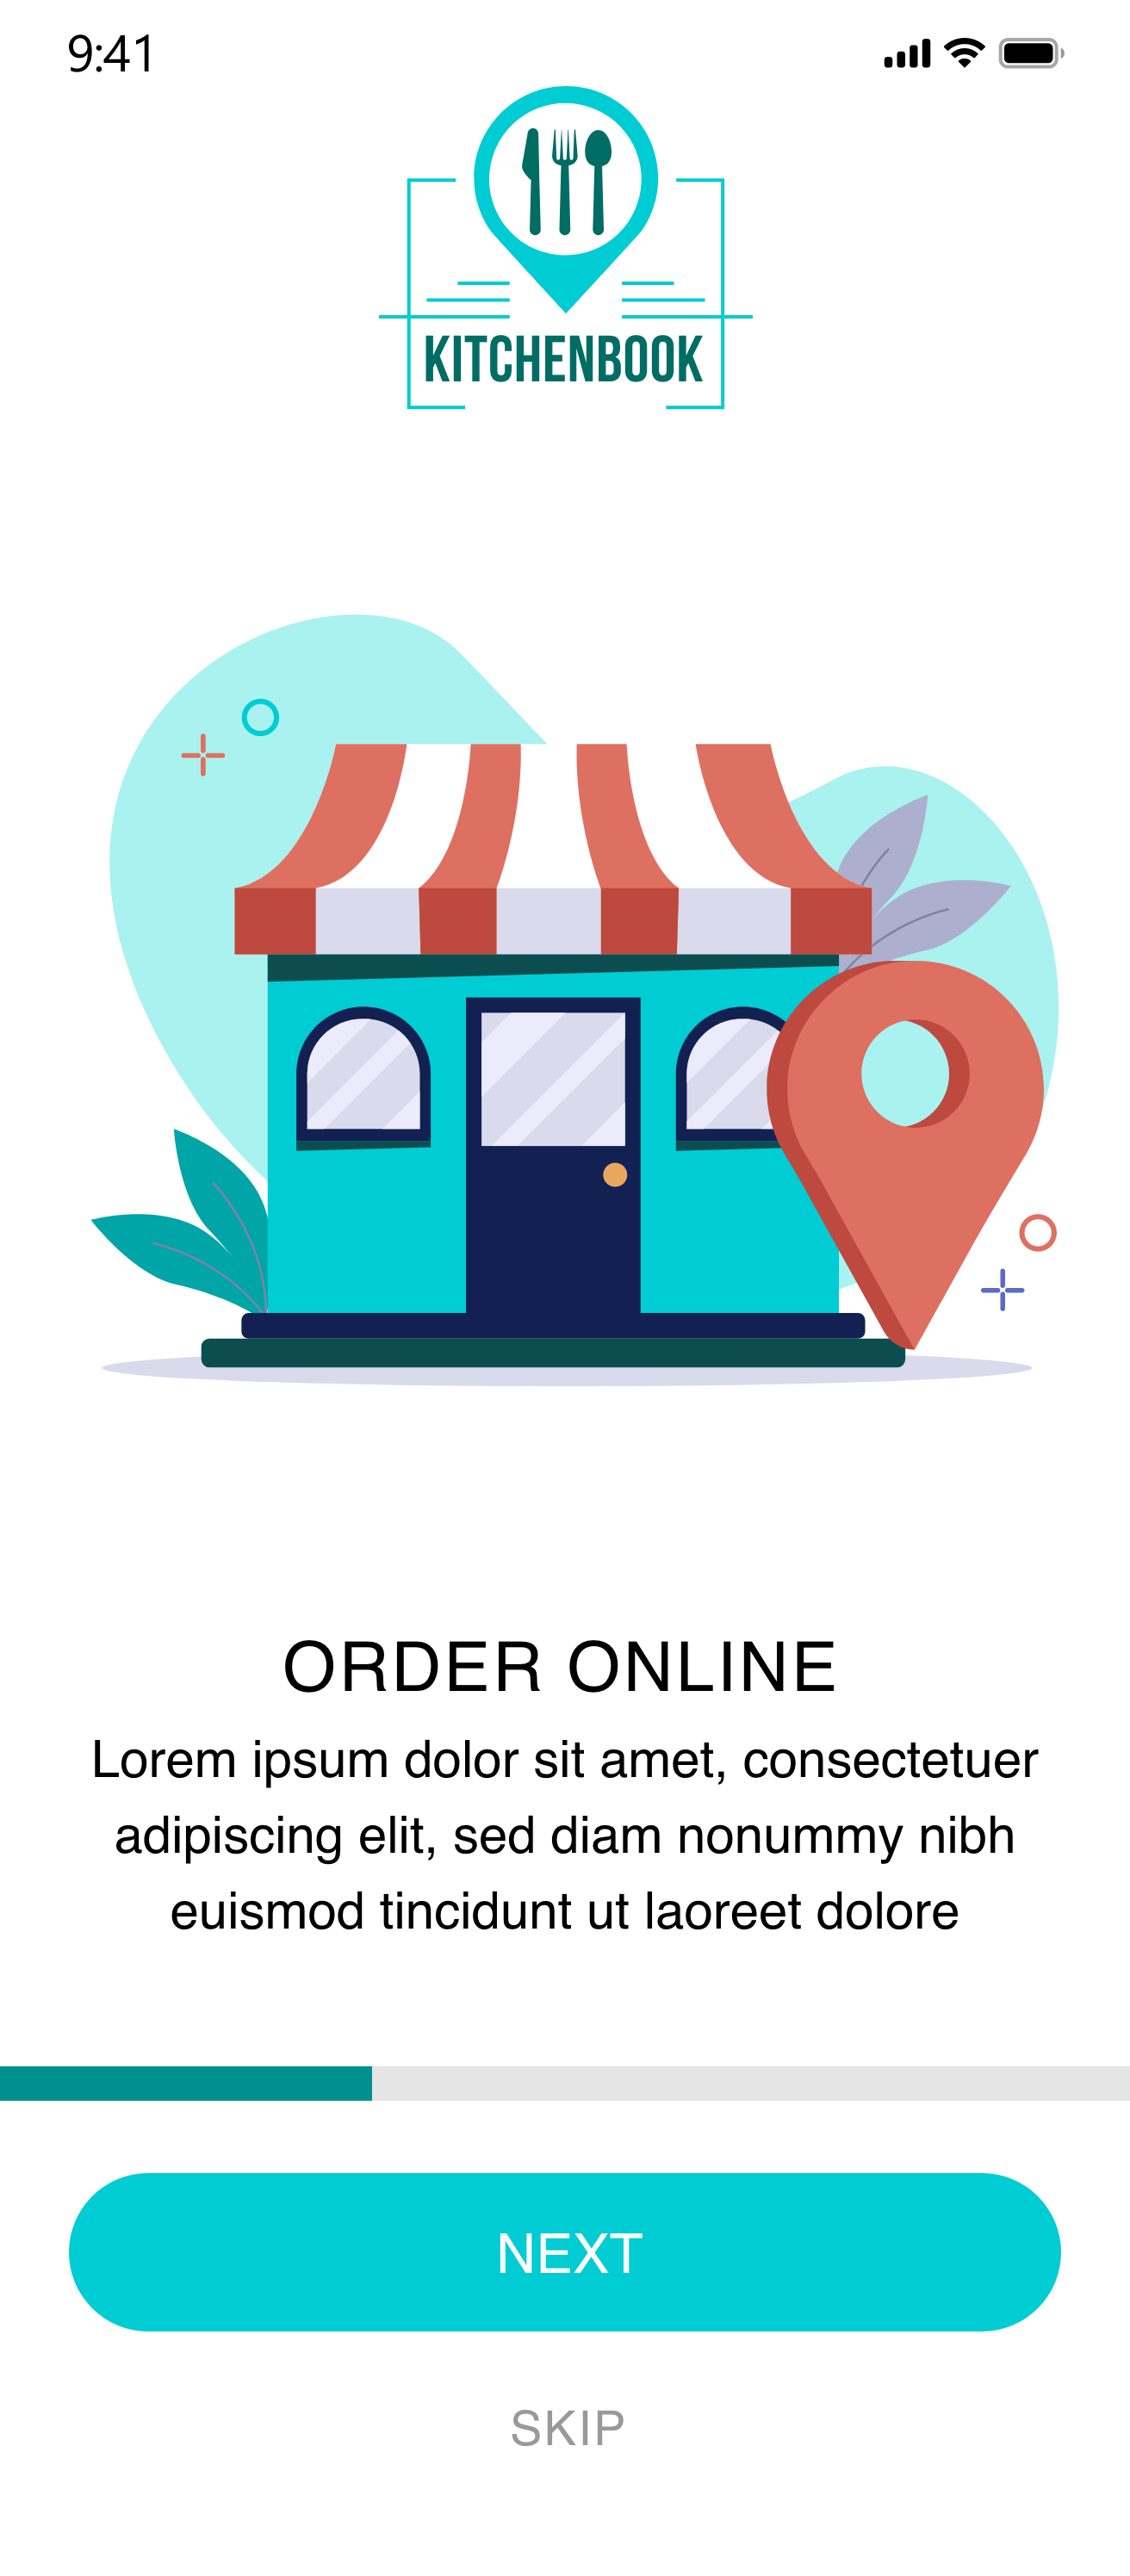 9:41
KITCHENBOOK
ORDER ONLINE
Lorem ipsum dolor sit amet, consectetuer
adipiscing elit, sed diam nonummy nibh
euismod tincidunt ut laoreet dolore
NEXT
SKIP